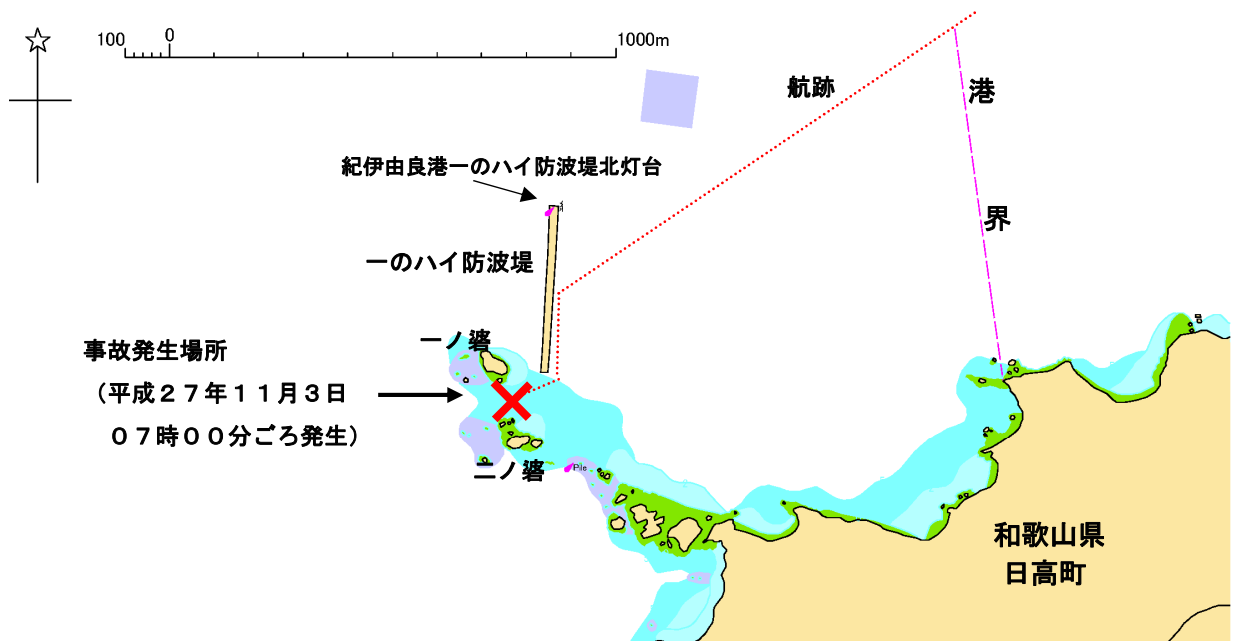 100 0 1000m
航跡
港
界
紀伊由良港一のハイ防波堤北灯台
一のハイ防波堤
一ノ碆
事故発生場所
(平成27年11月3日
07時00分ごろ発生)
二ノ碆
Pile
和歌山県
日高町